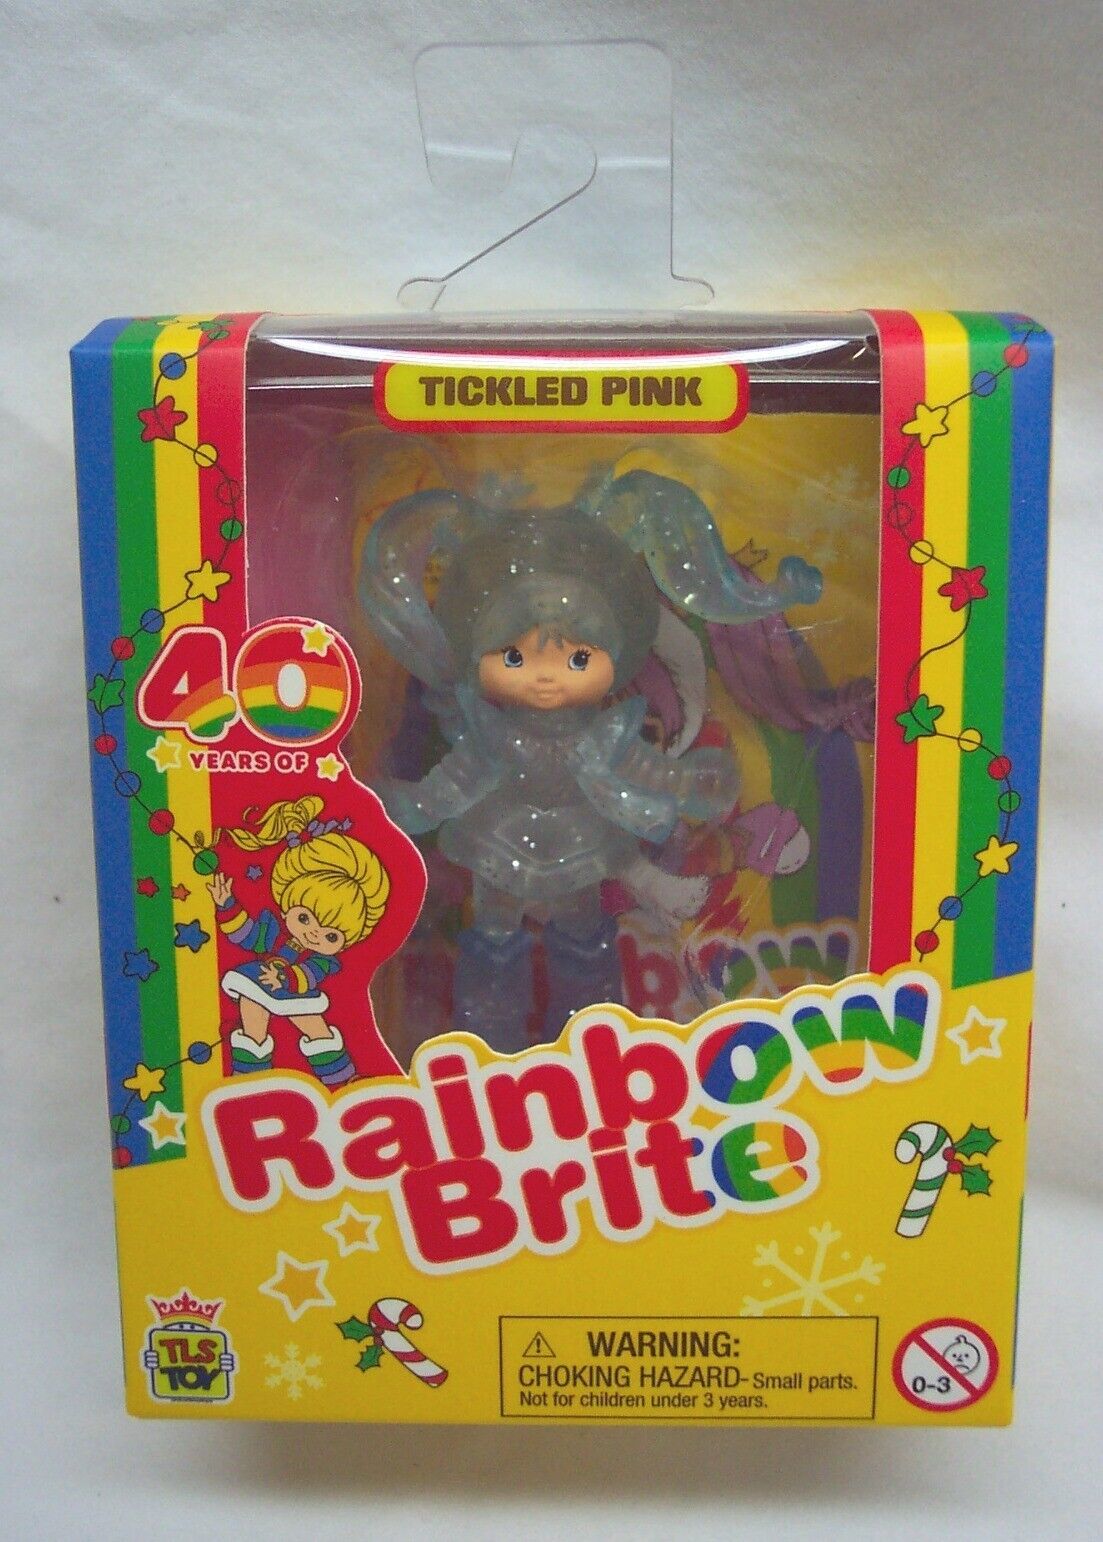 TICKLED PINK
40
YEARS OF
Rainbow
Brite
TLS
TOY
⚠ WARNING:
CHOKING HAZARD- Small parts.
Not for children under 3 years.
0-3